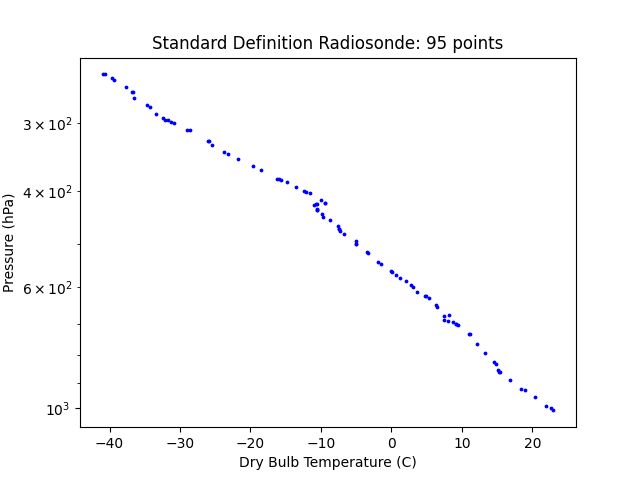 Standard Definition Radiosonde: 95 points
Pressure (hPa)
3 × 10²
4 × 10²
6 × 10²
10³
−40 −30 −20 −10 0 10 20
Dry Bulb Temperature (C)